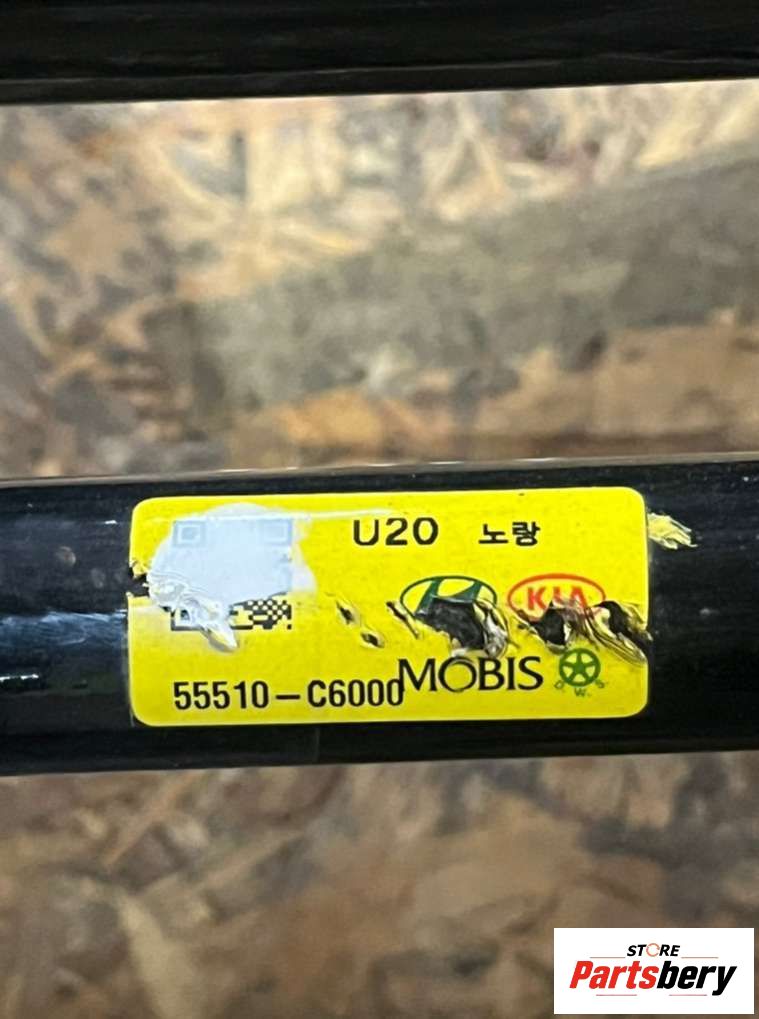 U20 노랑
KIA
55510-C6000 MOBIS
D.W.S.
STORE
Partsbery